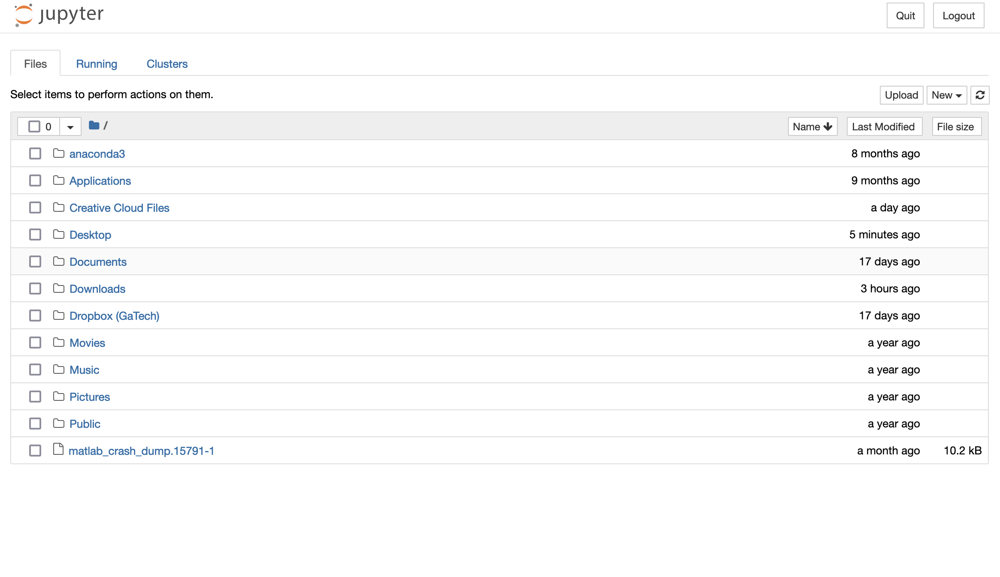 jupyter Quit Logout
Files Running Clusters
Select items to perform actions on them. Upload New
0 / Name Last Modified File size
anaconda3 8 months ago
Applications 9 months ago
Creative Cloud Files a day ago
Desktop 5 minutes ago
Documents 17 days ago
Downloads 3 hours ago
Dropbox (GaTech) 17 days ago
Movies a year ago
Music a year ago
Pictures a year ago
Public a year ago
matlab_crash_dump.15791-1 a month ago 10.2 kB